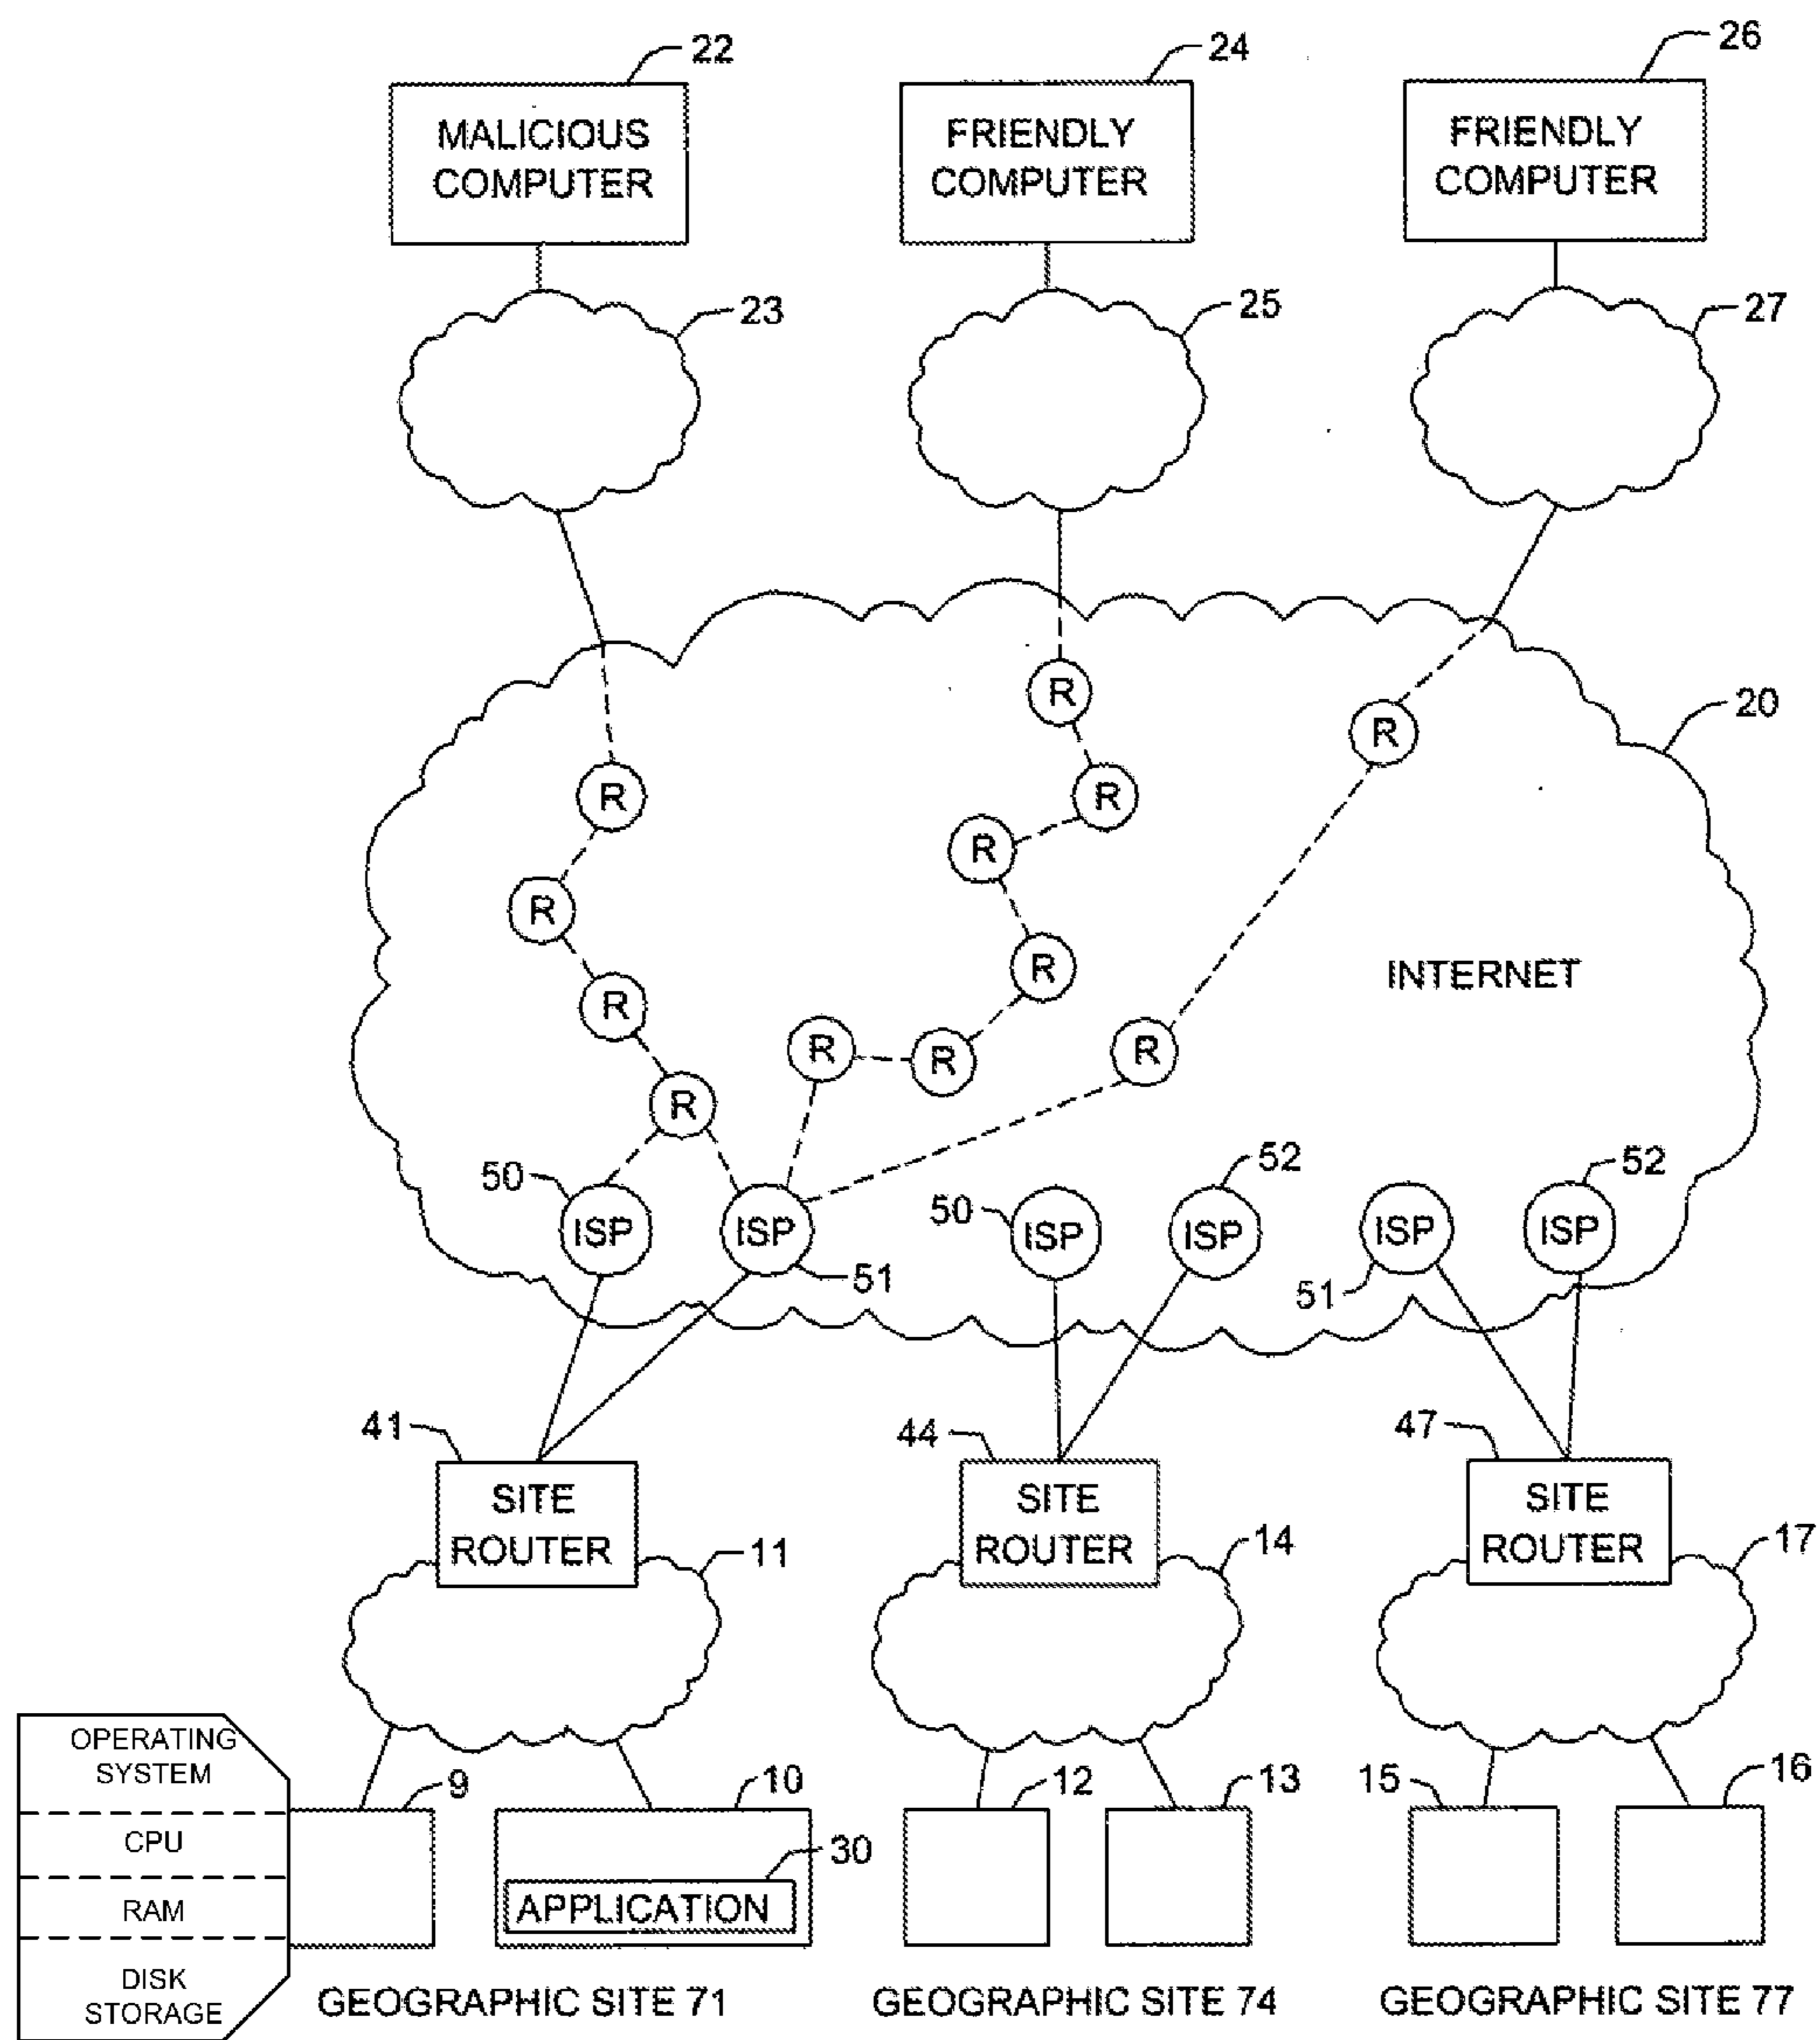 22
24
26
MALICIOUS
COMPUTER
FRIENDLY
COMPUTER
FRIENDLY
COMPUTER
23
25
27
20
R
R
R
R
R
R
R
R
R
R
R
R
INTERNET
50
ISP
ISP
51
50
ISP
52
ISP
51
ISP
52
ISP
41
SITE
ROUTER
11
44
SITE
ROUTER
14
47
SITE
ROUTER
17
OPERATING
SYSTEM
CPU
RAM
DISK
STORAGE
9
10
30
APPLICATION
12
13
15
16
GEOGRAPHIC SITE 71
GEOGRAPHIC SITE 74
GEOGRAPHIC SITE 77